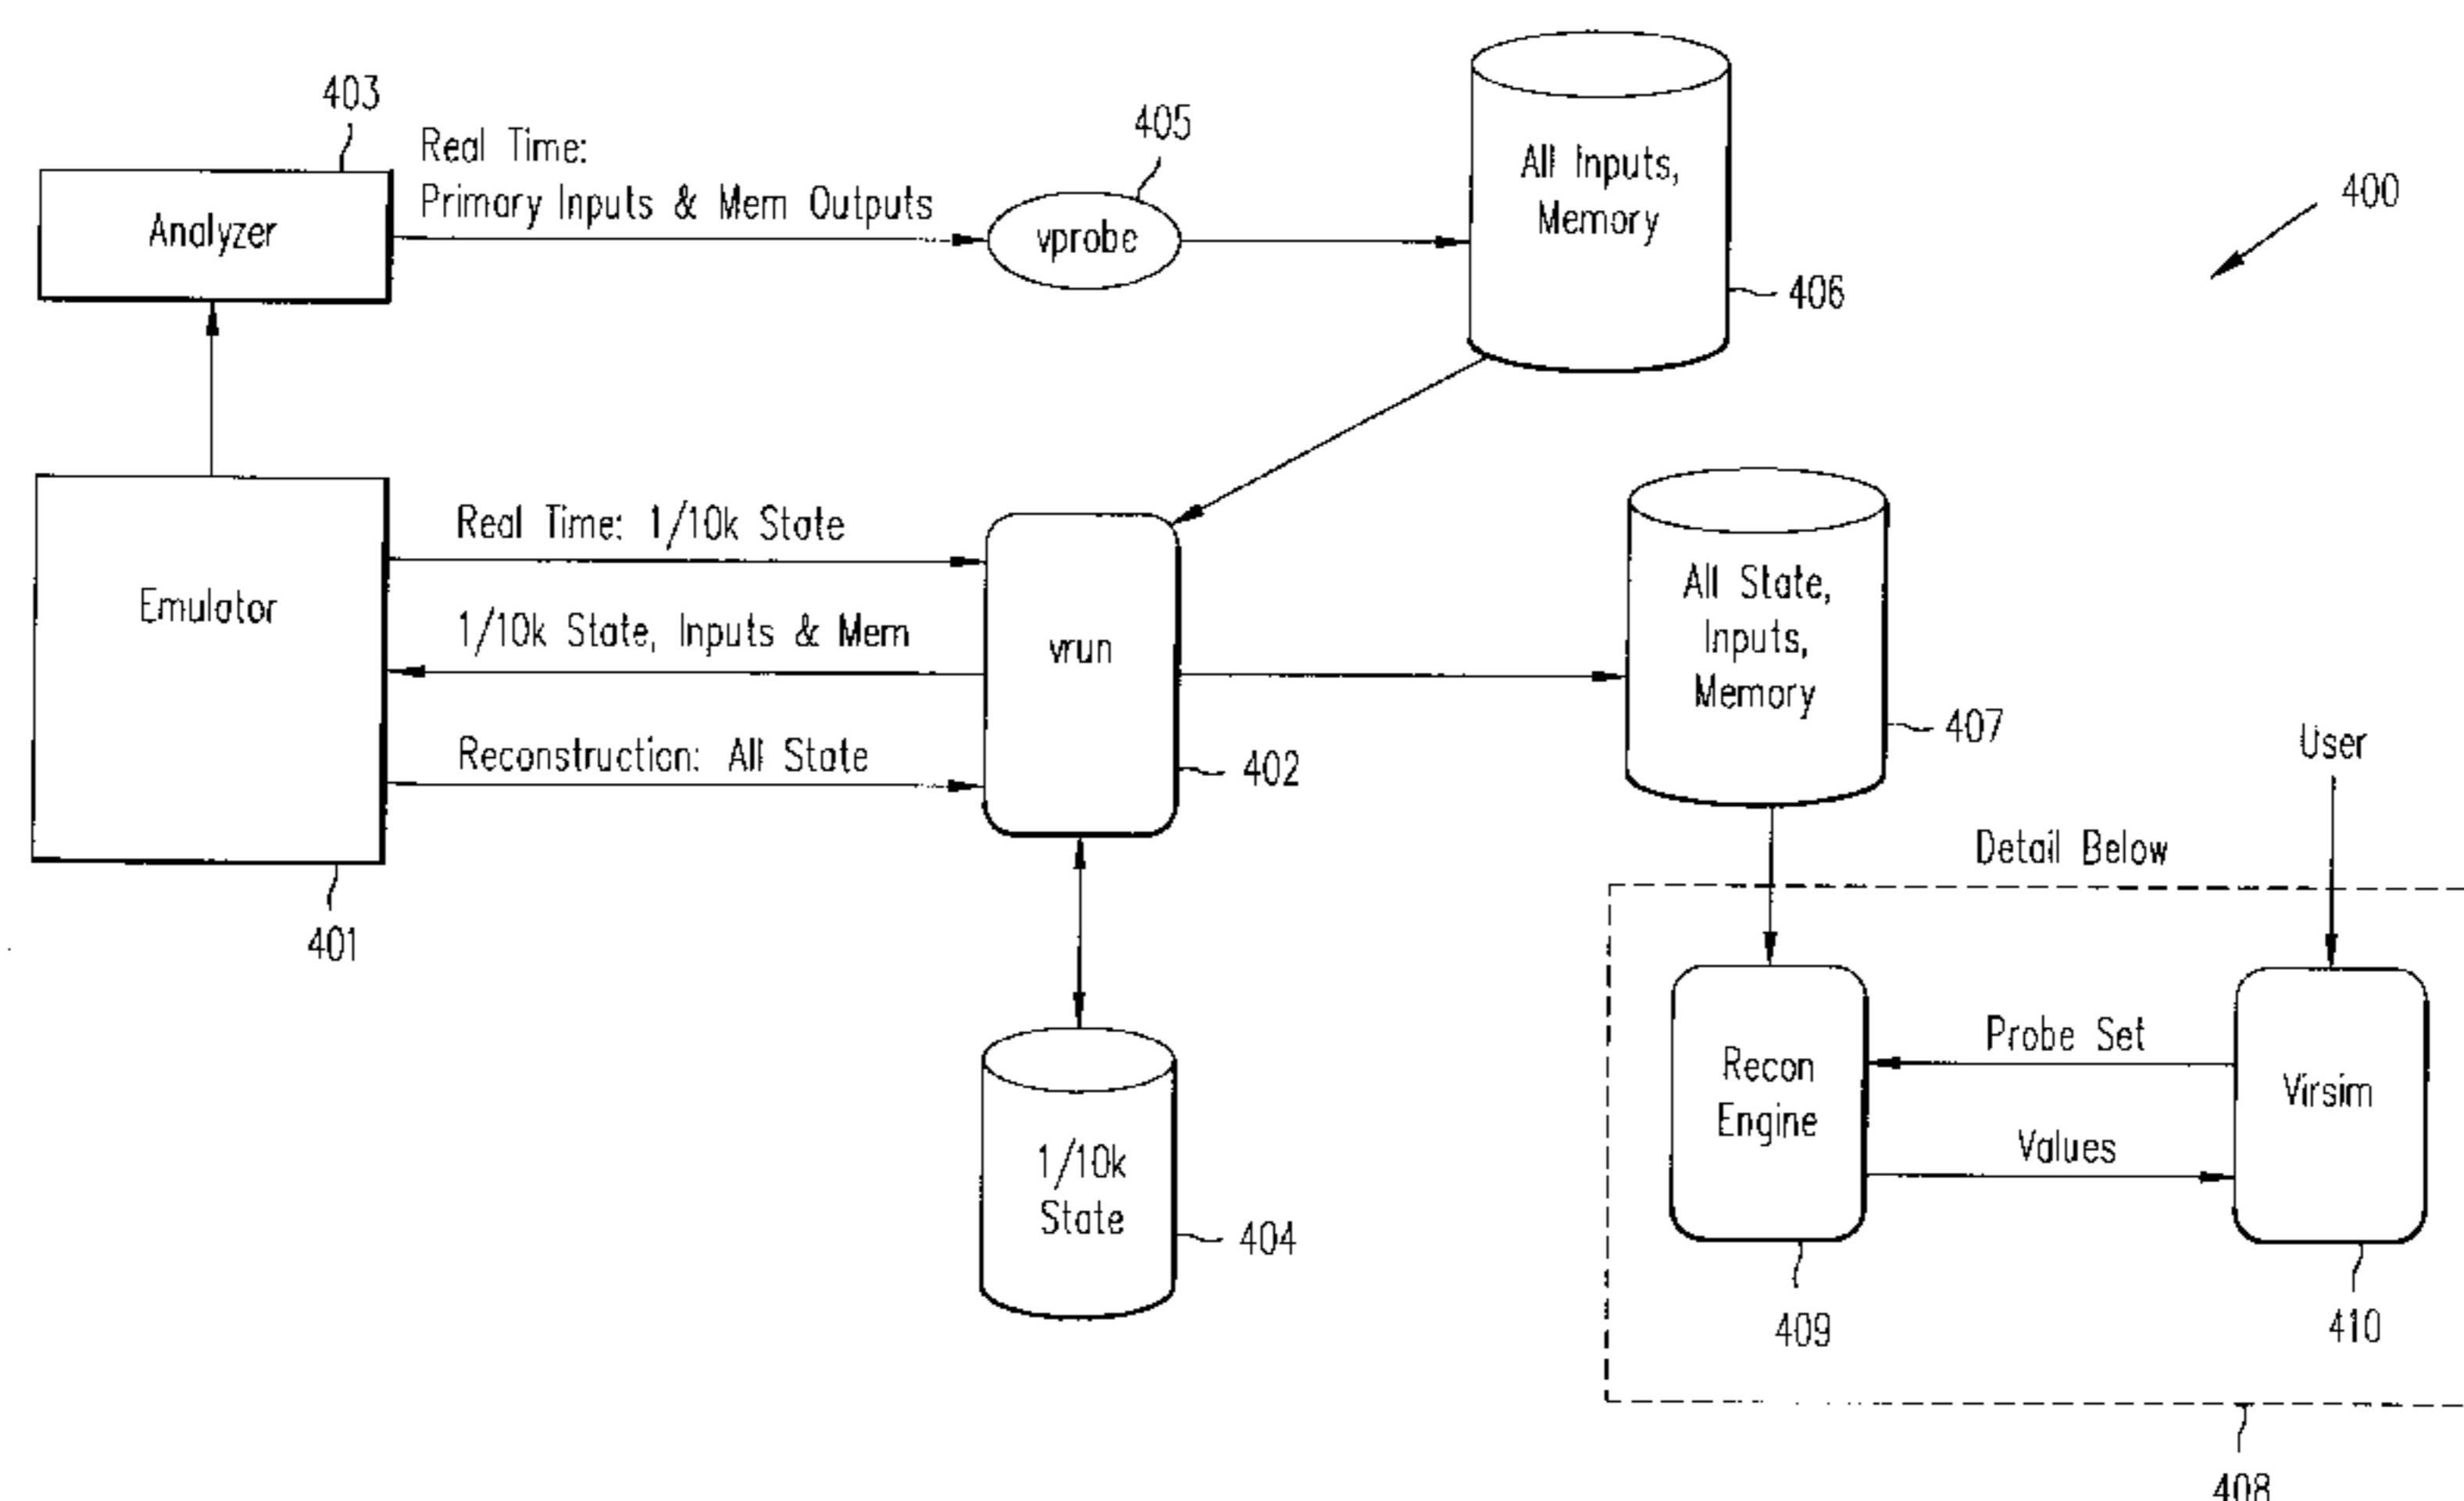 403
Real Time:
Primary Inputs & Mem Outputs
Analyzer
405
vprobe
All Inputs,
Memory
406
400
Emulator
401
Real Time: 1/10k State
1/10k State, Inputs & Mem
Reconstruction: All State
vrun
402
All State,
Inputs,
Memory
407
1/10k
State
404
User
Detail Below
Recon
Engine
409
Probe Set
Values
Virsim
410
408